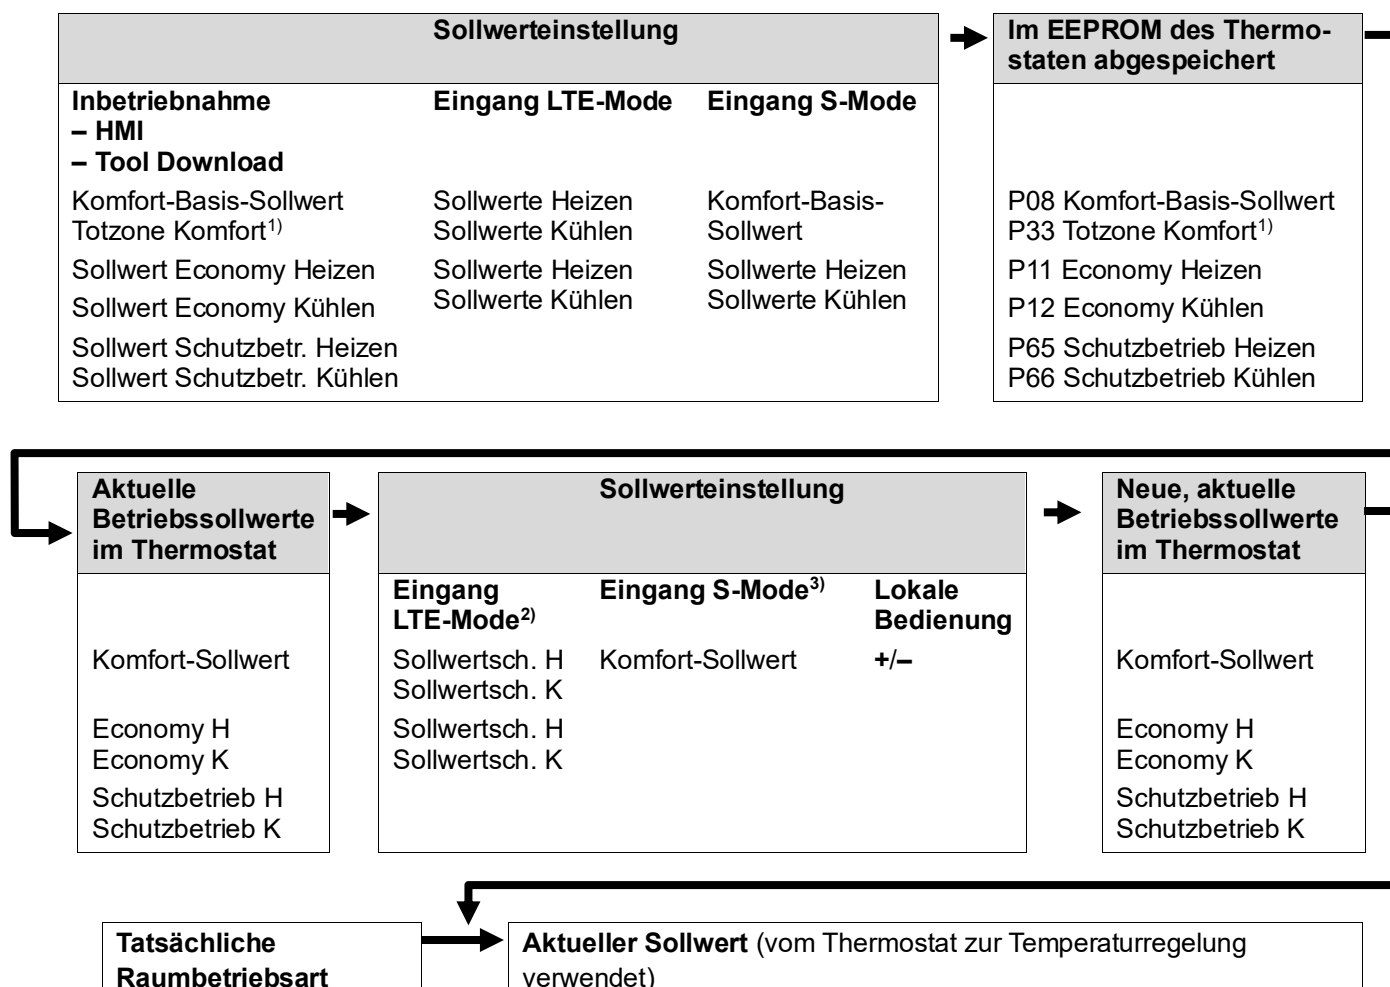 Sollwerteinstellung
Im EEPROM des Thermo-
staten abgespeichert
Inbetriebnahme
– HMI
– Tool Download
Eingang LTE-Mode
Eingang S-Mode
Komfort-Basis-Sollwert
Totzone Komfort1)
Sollwerte Heizen
Sollwerte Kühlen
Komfort-Basis-
Sollwert
P08 Komfort-Basis-Sollwert
P33 Totzone Komfort1)
Sollwert Economy Heizen
Sollwert Economy Kühlen
Sollwerte Heizen
Sollwerte Kühlen
Sollwerte Heizen
Sollwerte Kühlen
P11 Economy Heizen
P12 Economy Kühlen
Sollwert Schutzbetr. Heizen
Sollwert Schutzbetr. Kühlen
P65 Schutzbetrieb Heizen
P66 Schutzbetrieb Kühlen
Aktuelle
Betriebssollwerte
im Thermostat
Sollwerteinstellung
Neue, aktuelle
Betriebssollwerte
im Thermostat
Eingang
LTE-Mode2)
Eingang S-Mode3)
Lokale
Bedienung
Komfort-Sollwert
Sollwertsch. H
Sollwertsch. K
Komfort-Sollwert
+/–
Komfort-Sollwert
Economy H
Economy K
Sollwertsch. H
Sollwertsch. K
Economy H
Economy K
Schutzbetrieb H
Schutzbetrieb K
Schutzbetrieb H
Schutzbetrieb K
Tatsächliche
Raumbetriebsart
Aktueller Sollwert (vom Thermostat zur Temperaturregelung
verwendet)